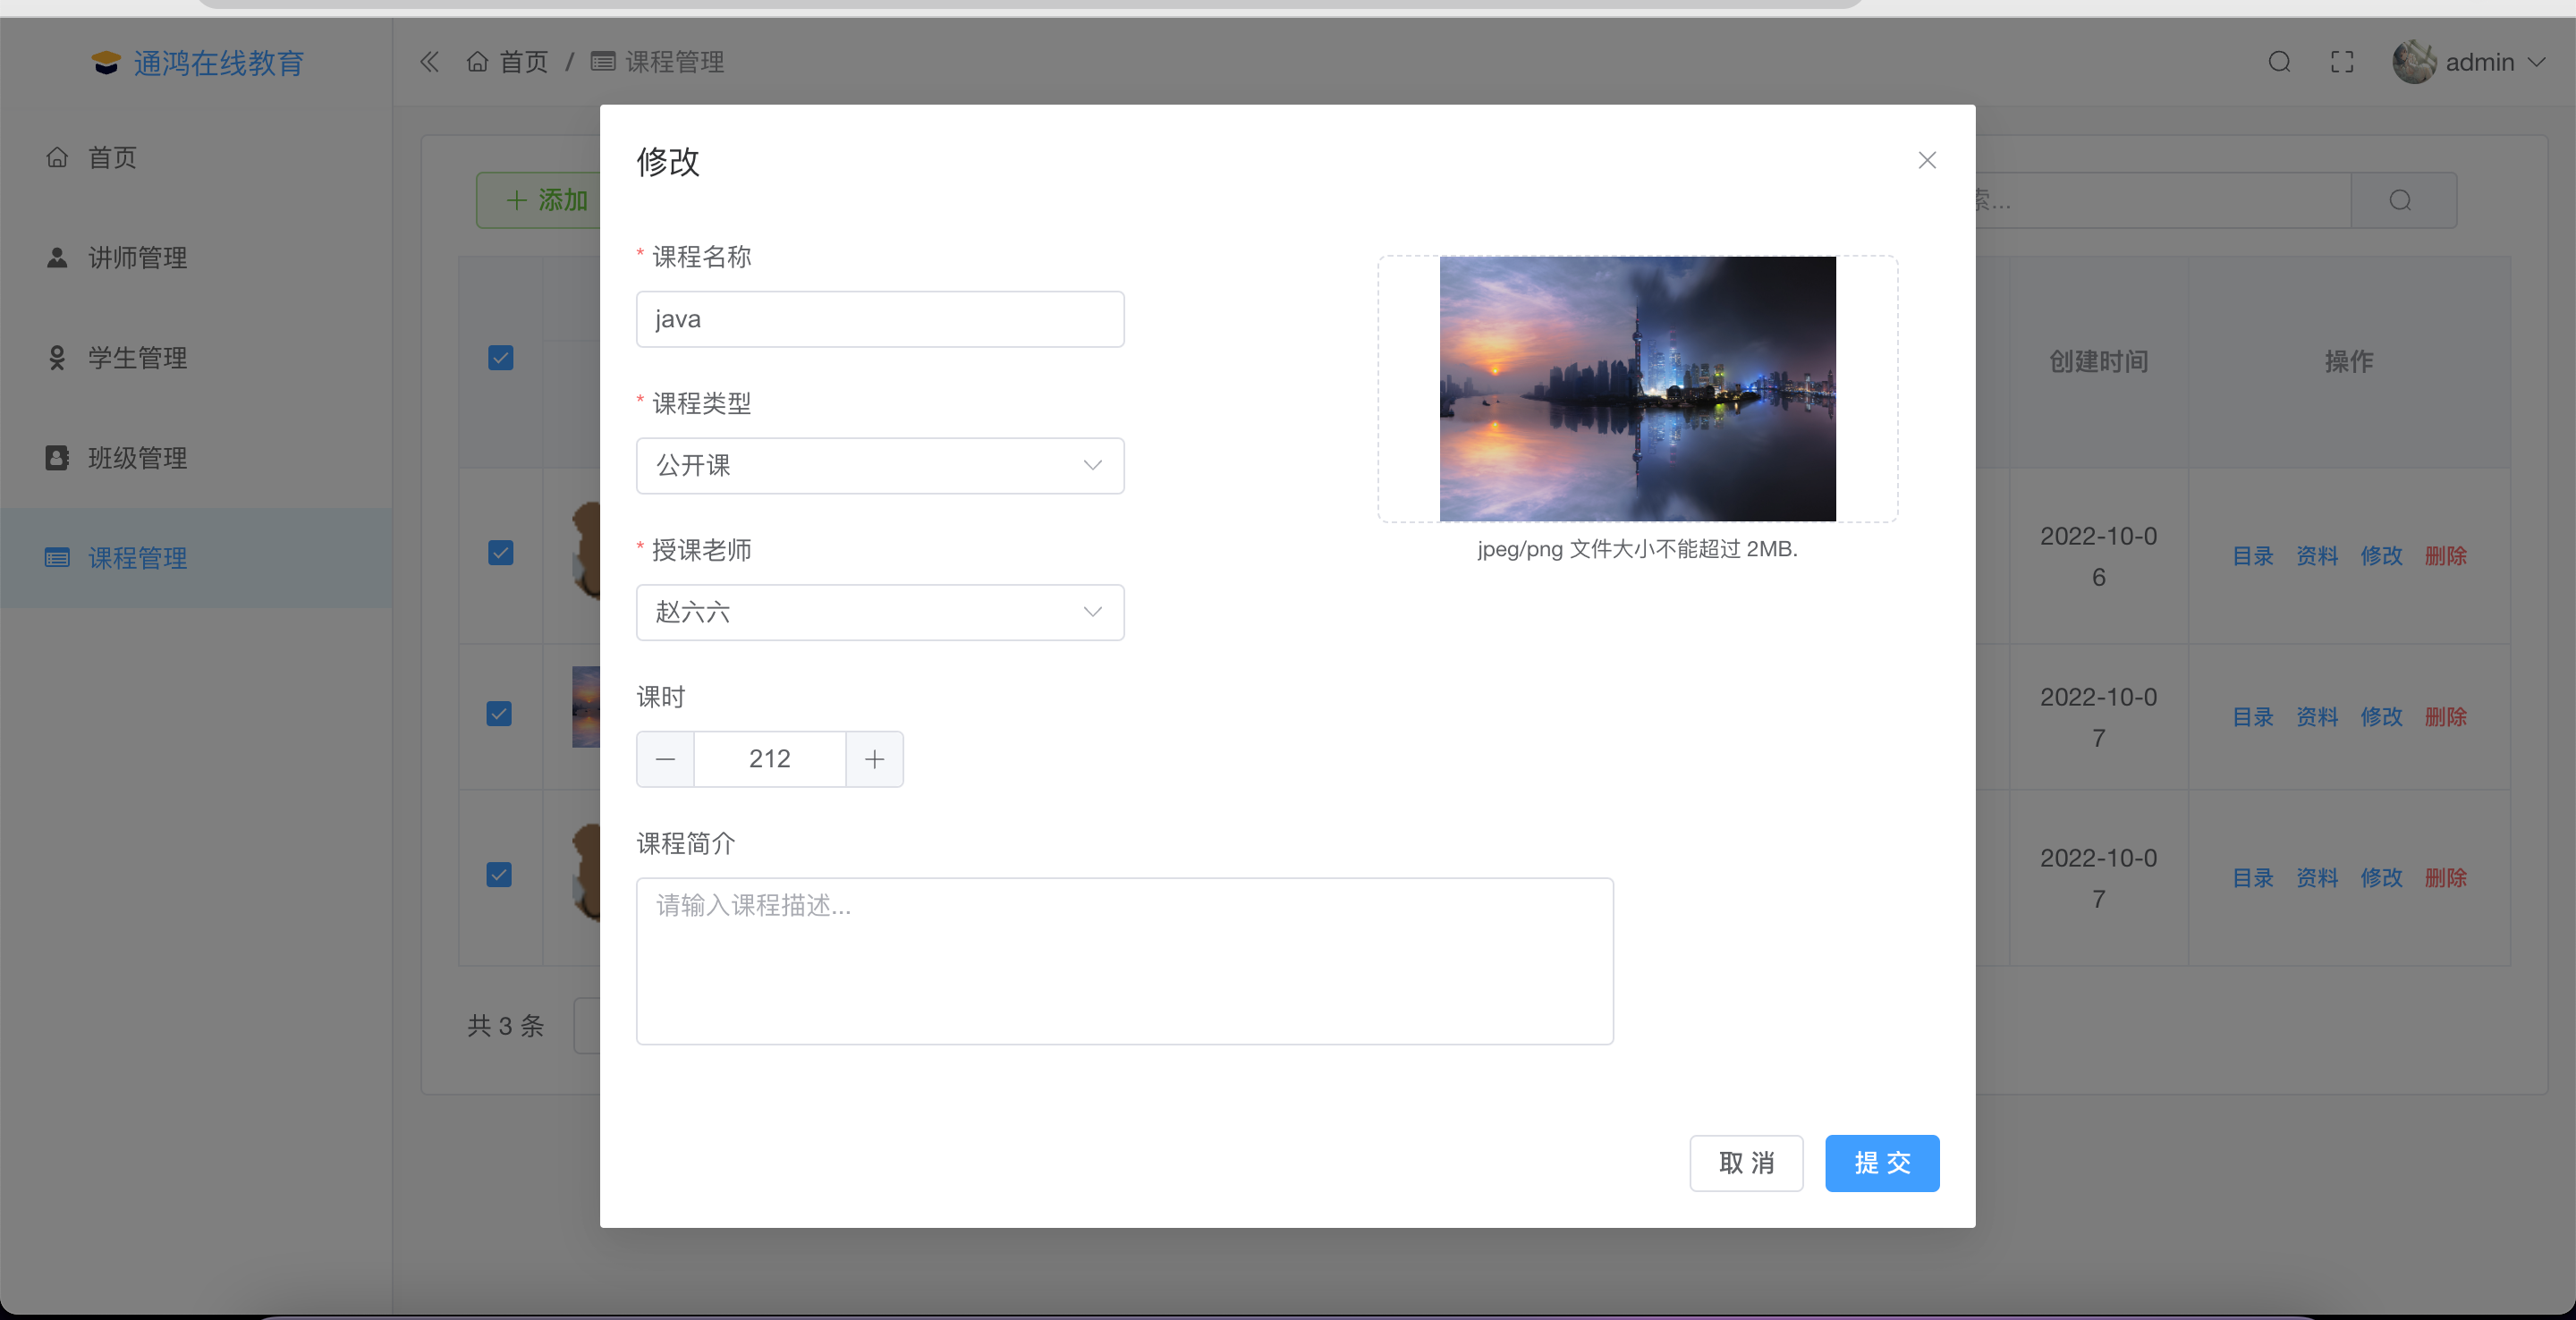 通鸿在线教育
首页 / 课程管理
admin
首页
讲师管理
学生管理
班级管理
课程管理
添加
索...
创建时间
操作
2022-10-0
6
目录 资料 修改 删除
2022-10-0
7
目录 资料 修改 删除
2022-10-0
7
目录 资料 修改 删除
共 3 条
修改
* 课程名称
java
* 课程类型
公开课
* 授课老师
赵六六
课时
212
课程简介
请输入课程描述...
jpeg/png 文件大小不能超过 2MB.
取 消
提 交